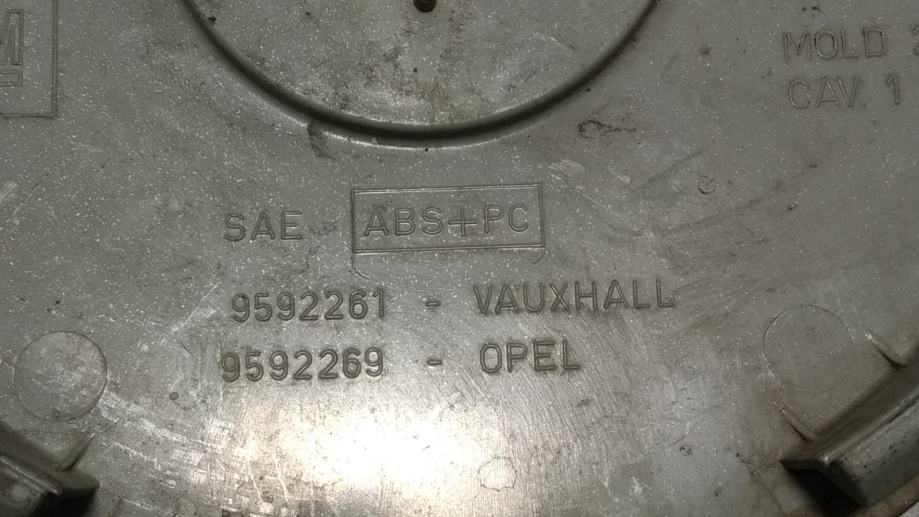 MOLD
CAV. 1
SAE - ABS+PC
9592261 - VAUXHALL
9592269 - OPEL